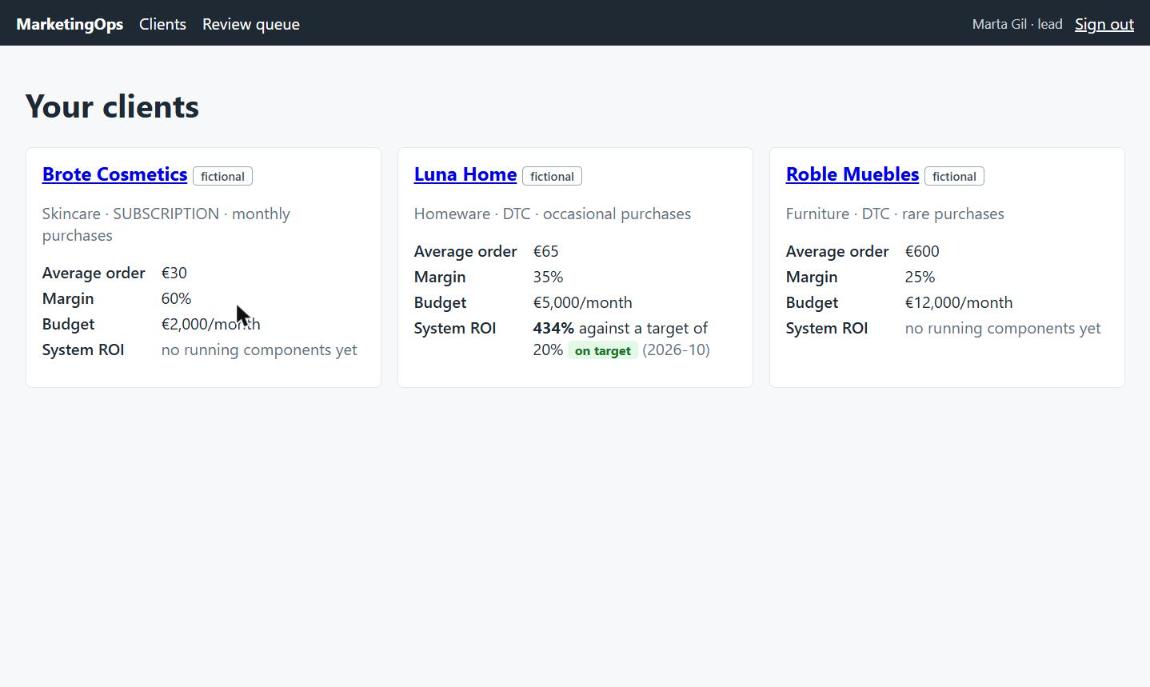 MarketingOps Clients Review queue Marta Gil · lead Sign out
Your clients
Brote Cosmetics fictional
Skincare · SUBSCRIPTION · monthly
purchases
Average order €30
Margin 60%
Budget €2,000/month
System ROI no running components yet
Luna Home fictional
Homeware · DTC · occasional purchases
Average order €65
Margin 35%
Budget €5,000/month
System ROI 434% against a target of
20% on target (2026-10)
Roble Muebles fictional
Furniture · DTC · rare purchases
Average order €600
Margin 25%
Budget €12,000/month
System ROI no running components yet